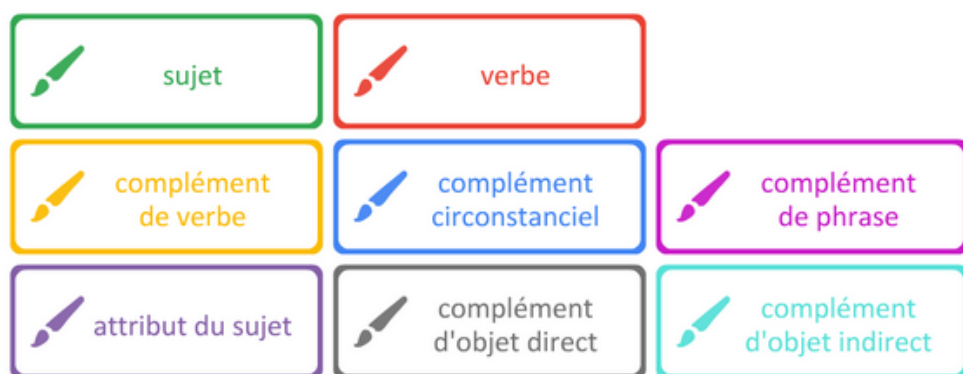 sujet
verbe
complément
de verbe
complément
circonstanciel
complément
de phrase
attribut du sujet
complément
d'objet direct
complément
d'objet indirect